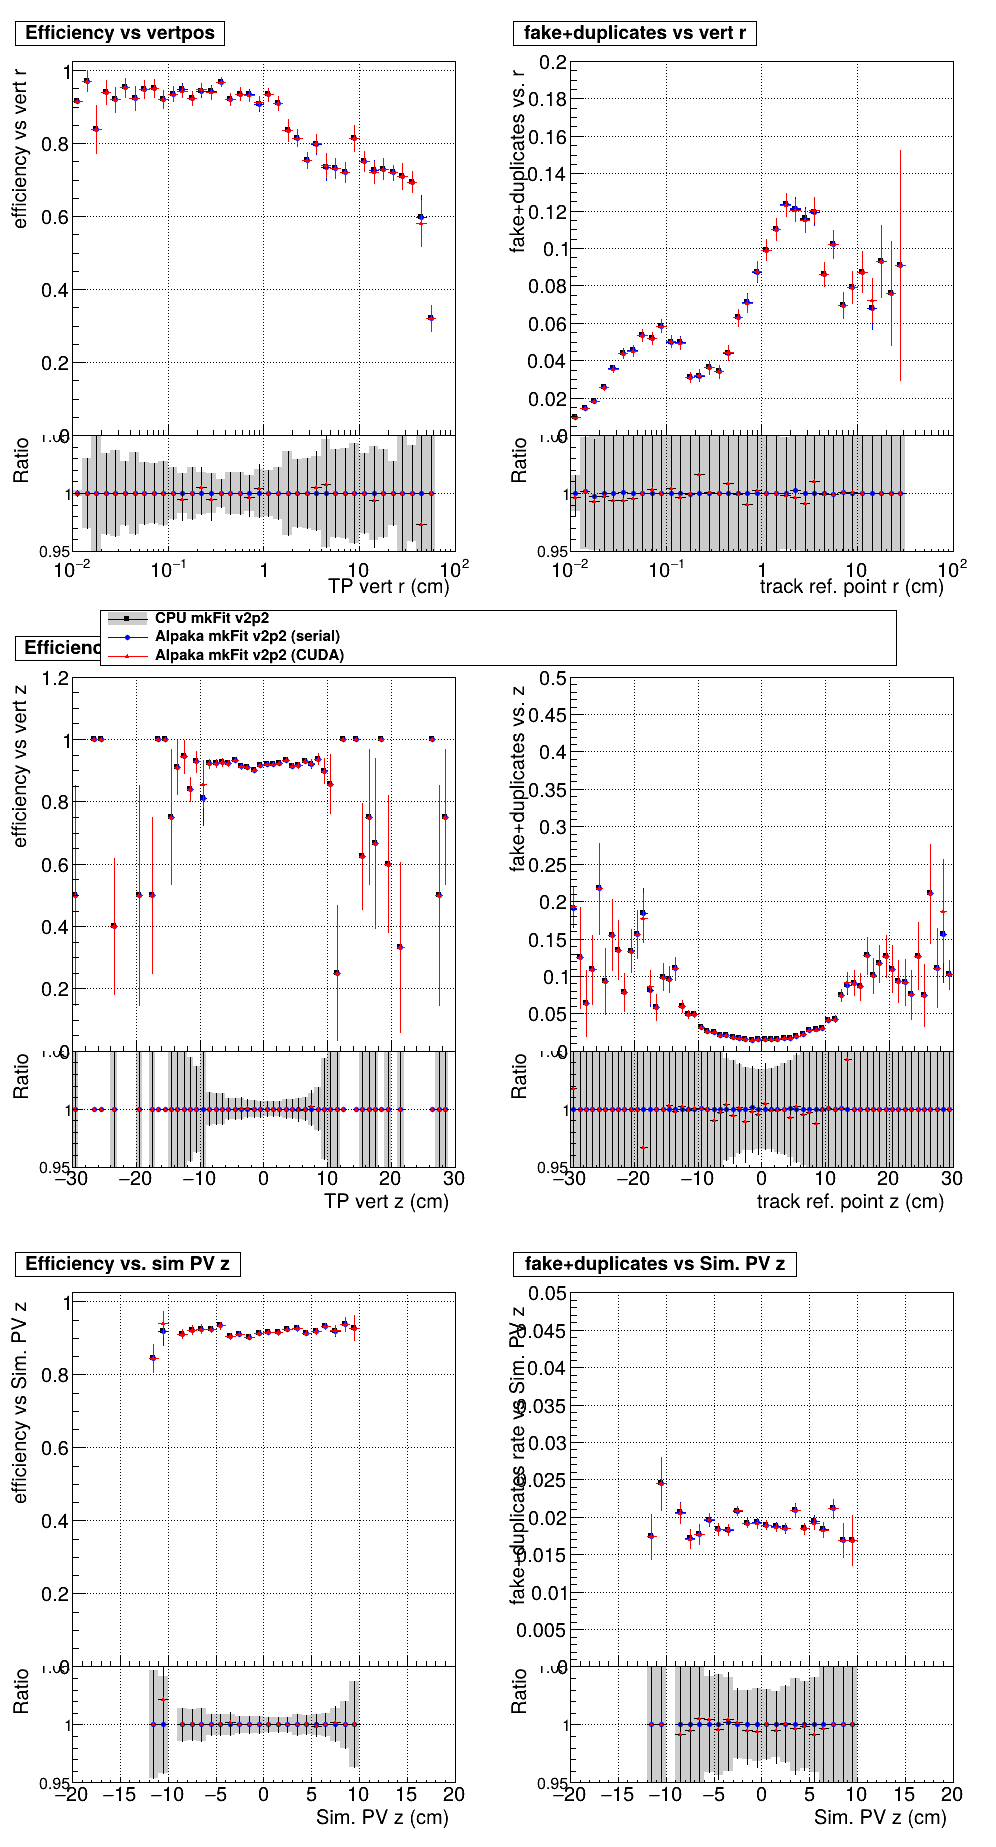 Efficiency vs vertpos
efficiency vs vert r
1
0.8
0.6
0.4
0.2
0
Ratio
1
0.95
10⁻² 10⁻¹ 1 10 10²
TP vert r (cm)
fake+duplicates vs vert r
fake+duplicates vs. r
0.2
0.18
0.16
0.14
0.12
0.1
0.08
0.06
0.04
0.02
0
Ratio
1
0.95
10⁻² 10⁻¹ 1 10 10²
track ref. point r (cm)
CPU mkFit v2p2
Alpaka mkFit v2p2 (serial)
Alpaka mkFit v2p2 (CUDA)
efficiency vs vert z
1.2
1
0.8
0.6
0.4
0.2
0
Ratio
1
0.95
−30 −20 −10 0 10 20 30
TP vert z (cm)
fake+duplicates vs. z
0.5
0.45
0.4
0.35
0.3
0.25
0.2
0.15
0.1
0.05
0
Ratio
1
0.95
−30 −20 −10 0 10 20 30
track ref. point z (cm)
Efficiency vs. sim PV z
efficiency vs Sim. PV z
1
0.8
0.6
0.4
0.2
0
Ratio
1
0.95
−20 −15 −10 −5 0 5 10 15 20
Sim. PV z (cm)
fake+duplicates vs Sim. PV z
fake+duplicates rate vs Sim. PV z
0.05
0.045
0.04
0.035
0.03
0.025
0.02
0.015
0.01
0.005
0
Ratio
1
0.95
−20 −15 −10 −5 0 5 10 15 20
Sim. PV z (cm)